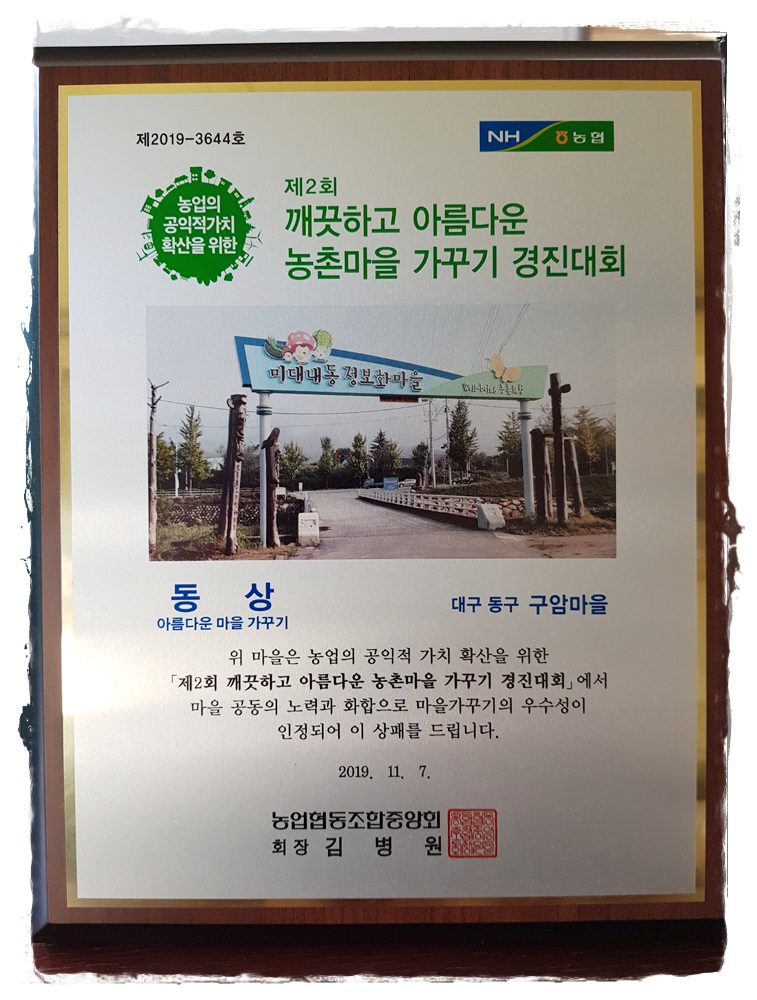 제2019-3644호
NH 농협
농업의
공익적가치
확산을 위한
제2회
깨끗하고 아름다운
농촌마을 가꾸기 경진대회
미대내동 정보화마을
동 상
아름다운 마을 가꾸기
대구 동구 구암마을
위 마을은 농업의 공익적 가치 확산을 위한
「제2회 깨끗하고 아름다운 농촌마을 가꾸기 경진대회」에서
마을 공동의 노력과 화합으로 마을가꾸기의 우수성이
인정되어 이 상패를 드립니다.
2019. 11. 7.
농업협동조합중앙회
회장 김 병 원